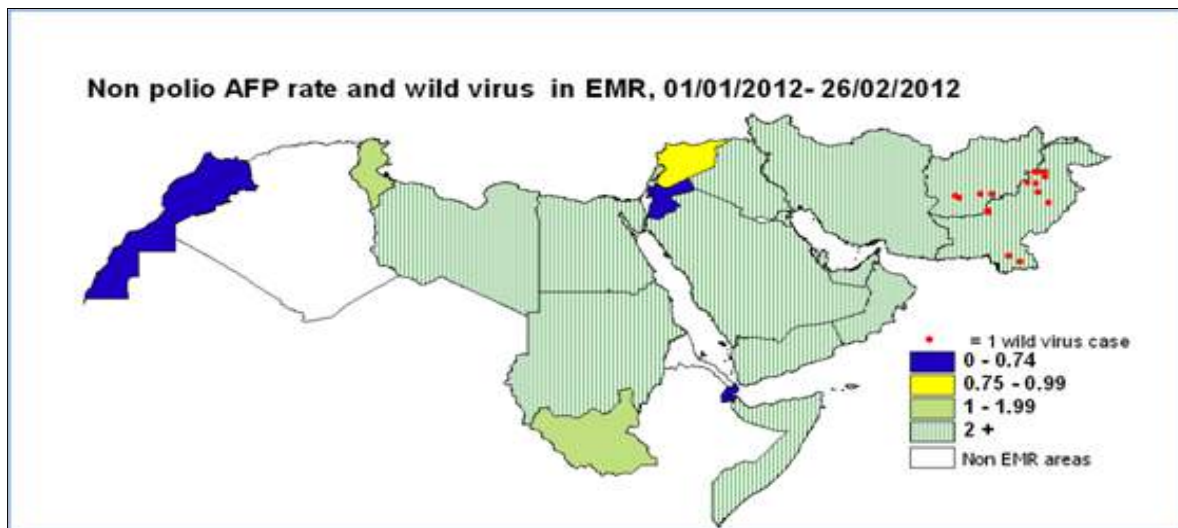 Non polio AFP rate and wild virus in EMR, 01/01/2012- 26/02/2012
= 1 wild virus case
0 - 0.74
0.75 - 0.99
1 - 1.99
2 +
Non EMR areas